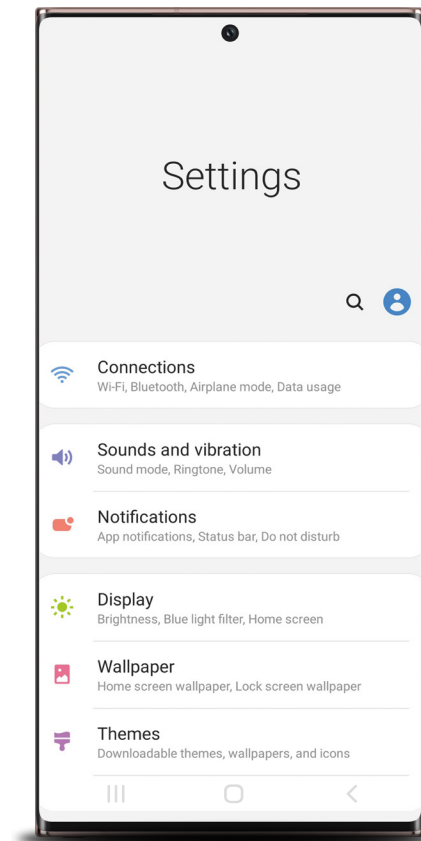 Settings
Connections
Wi-Fi, Bluetooth, Airplane mode, Data usage
Sounds and vibration
Sound mode, Ringtone, Volume
Notifications
App notifications, Status bar, Do not disturb
Display
Brightness, Blue light filter, Home screen
Wallpaper
Home screen wallpaper, Lock screen wallpaper
Themes
Downloadable themes, wallpapers, and icons